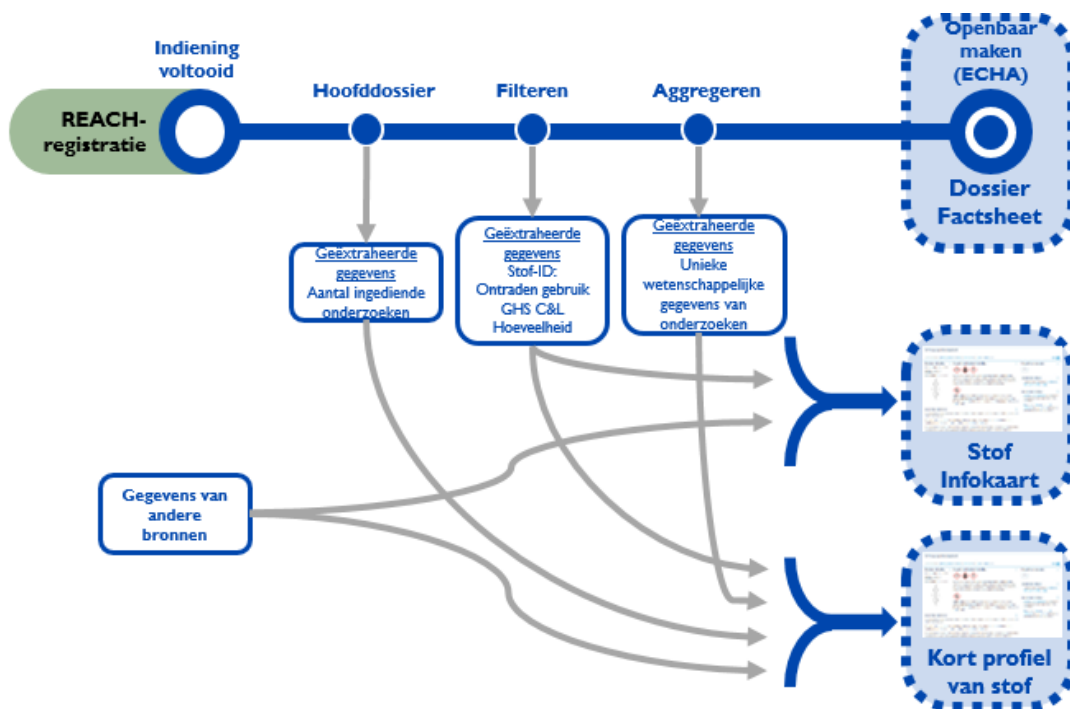 Indiening
voltooid
Hoofddossier
Filteren
Aggregeren
Openbaar
maken
(ECHA)
REACH-
registratie
Dossier
Factsheet
Geëxtraheerde
gegevens
Aantal ingediende
onderzoeken
Geëxtraheerde
gegevens
Stof-ID:
Ontraden gebruik
GHS C&L
Hoeveelheid
Geëxtraheerde
gegevens
Unieke
wetenschappelijke
gegevens van
onderzoeken
Stof
Infokaart
Gegevens van
andere
bronnen
Kort profiel
van stof